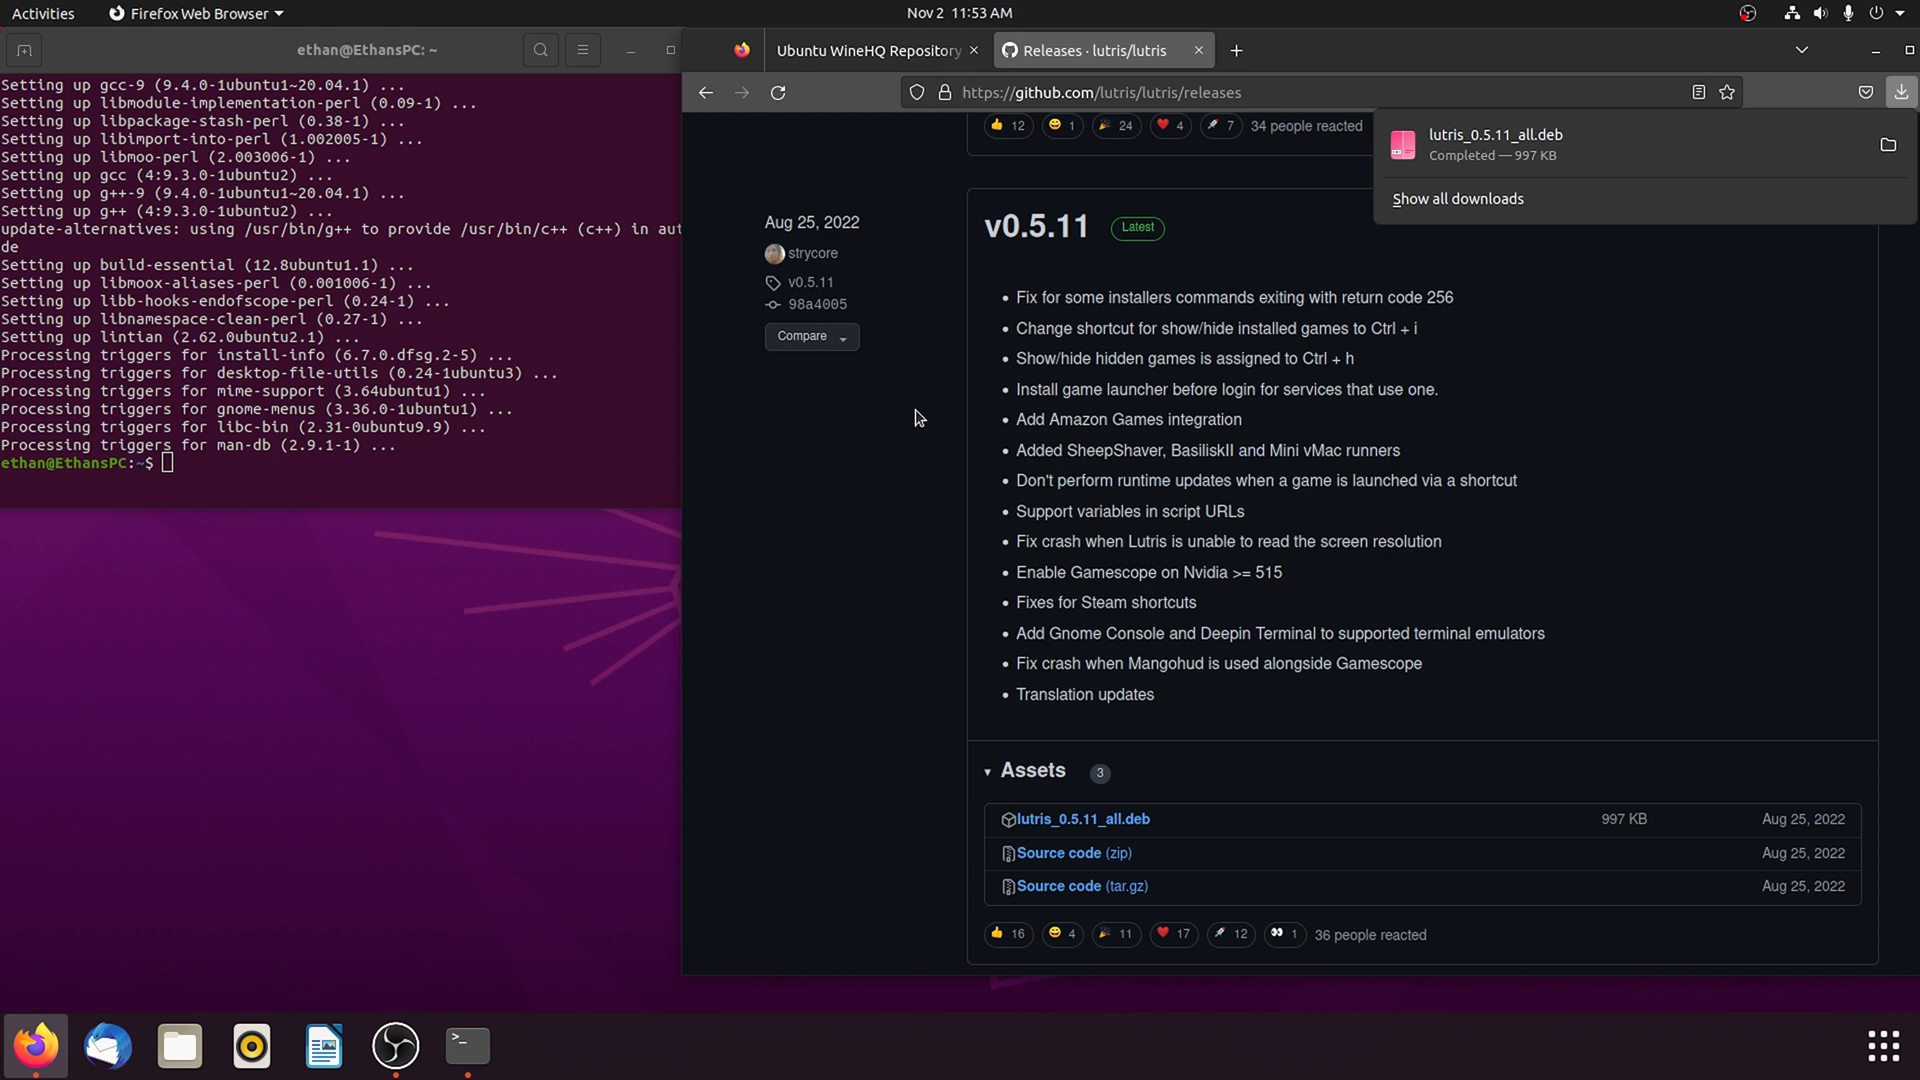 Activities
Firefox Web Browser
Nov 2 11:53 AM
ethan@EthansPC: ~
Setting up gcc-9 (9.4.0-1ubuntu1~20.04.1) ...
Setting up libmodule-implementation-perl (0.09-1) ...
Setting up libpackage-stash-perl (0.38-1) ...
Setting up libimport-into-perl (1.002005-1) ...
Setting up libmoo-perl (2.003006-1) ...
Setting up gcc (4:9.3.0-1ubuntu2) ...
Setting up g++-9 (9.4.0-1ubuntu1~20.04.1) ...
Setting up g++ (4:9.3.0-1ubuntu2) ...
update-alternatives: using /usr/bin/g++ to provide /usr/bin/c++ (c++) in aut
de
Setting up build-essential (12.8ubuntu1.1) ...
Setting up libmoox-aliases-perl (0.001006-1) ...
Setting up libb-hooks-endofscope-perl (0.24-1) ...
Setting up libnamespace-clean-perl (0.27-1) ...
Setting up lintian (2.62.0ubuntu2.1) ...
Processing triggers for install-info (6.7.0.dfsg.2-5) ...
Processing triggers for desktop-file-utils (0.24-1ubuntu3) ...
Processing triggers for mime-support (3.64ubuntu1) ...
Processing triggers for gnome-menus (3.36.0-1ubuntu1) ...
Processing triggers for libc-bin (2.31-0ubuntu9.9) ...
Processing triggers for man-db (2.9.1-1) ...
ethan@EthansPC:~$
Ubuntu WineHQ Repository
Releases · lutris/lutris
https://github.com/lutris/lutris/releases
12 1 24 4 7 34 people reacted
lutris_0.5.11_all.deb
Completed — 997 KB
Show all downloads
Aug 25, 2022
strycore
v0.5.11
98a4005
Compare
v0.5.11 Latest
• Fix for some installers commands exiting with return code 256
• Change shortcut for show/hide installed games to Ctrl + i
• Show/hide hidden games is assigned to Ctrl + h
• Install game launcher before login for services that use one.
• Add Amazon Games integration
• Added SheepShaver, BasiliskII and Mini vMac runners
• Don't perform runtime updates when a game is launched via a shortcut
• Support variables in script URLs
• Fix crash when Lutris is unable to read the screen resolution
• Enable Gamescope on Nvidia >= 515
• Fixes for Steam shortcuts
• Add Gnome Console and Deepin Terminal to supported terminal emulators
• Fix crash when Mangohud is used alongside Gamescope
• Translation updates
Assets 3
lutris_0.5.11_all.deb 997 KB Aug 25, 2022
Source code (zip) Aug 25, 2022
Source code (tar.gz) Aug 25, 2022
16 4 11 17 12 1 36 people reacted
>_